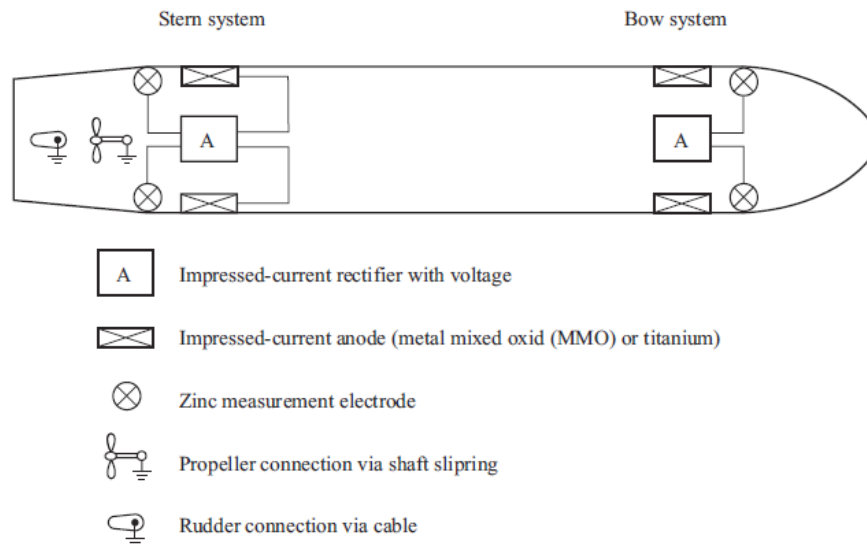 Stern system
Bow system
A
A
A
Impressed-current rectifier with voltage
Impressed-current anode (metal mixed oxid (MMO) or titanium)
Zinc measurement electrode
Propeller connection via shaft slipring
Rudder connection via cable